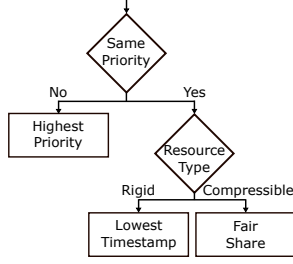 Same
Priority
No
Yes
Highest
Priority
Resource
Type
Rigid
Compressible
Lowest
Timestamp
Fair
Share